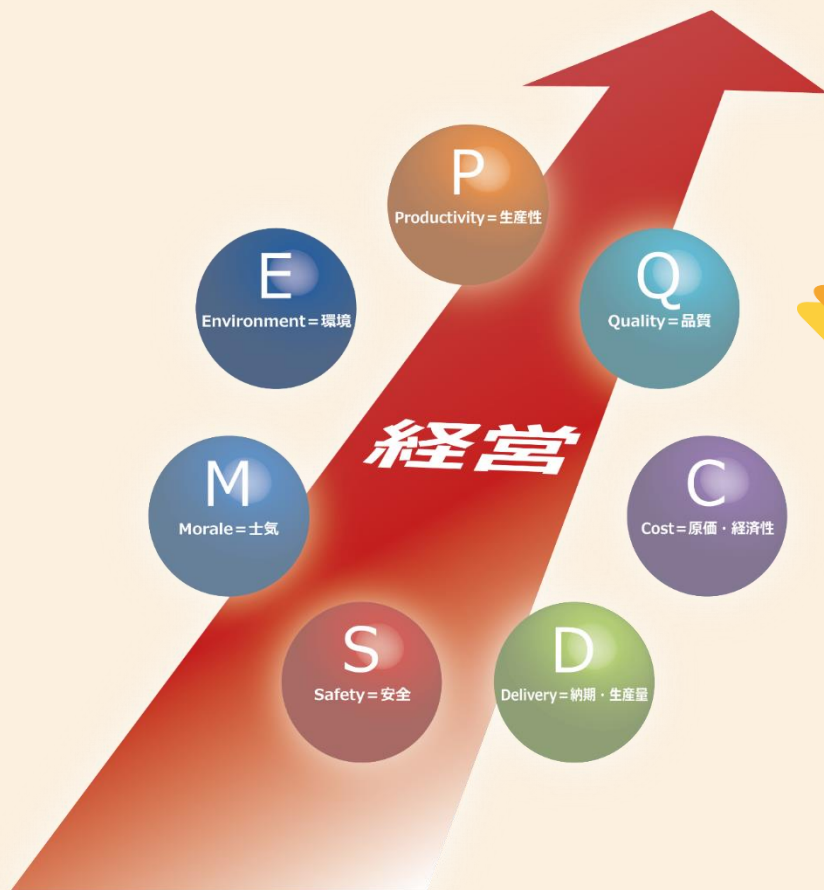 P
Productivity=生産性
E
Environment=環境
Q
Quality=品質
経営
M
Morale=士気
C
Cost=原価・経済性
S
Safety=安全
D
Delivery=納期・生産量